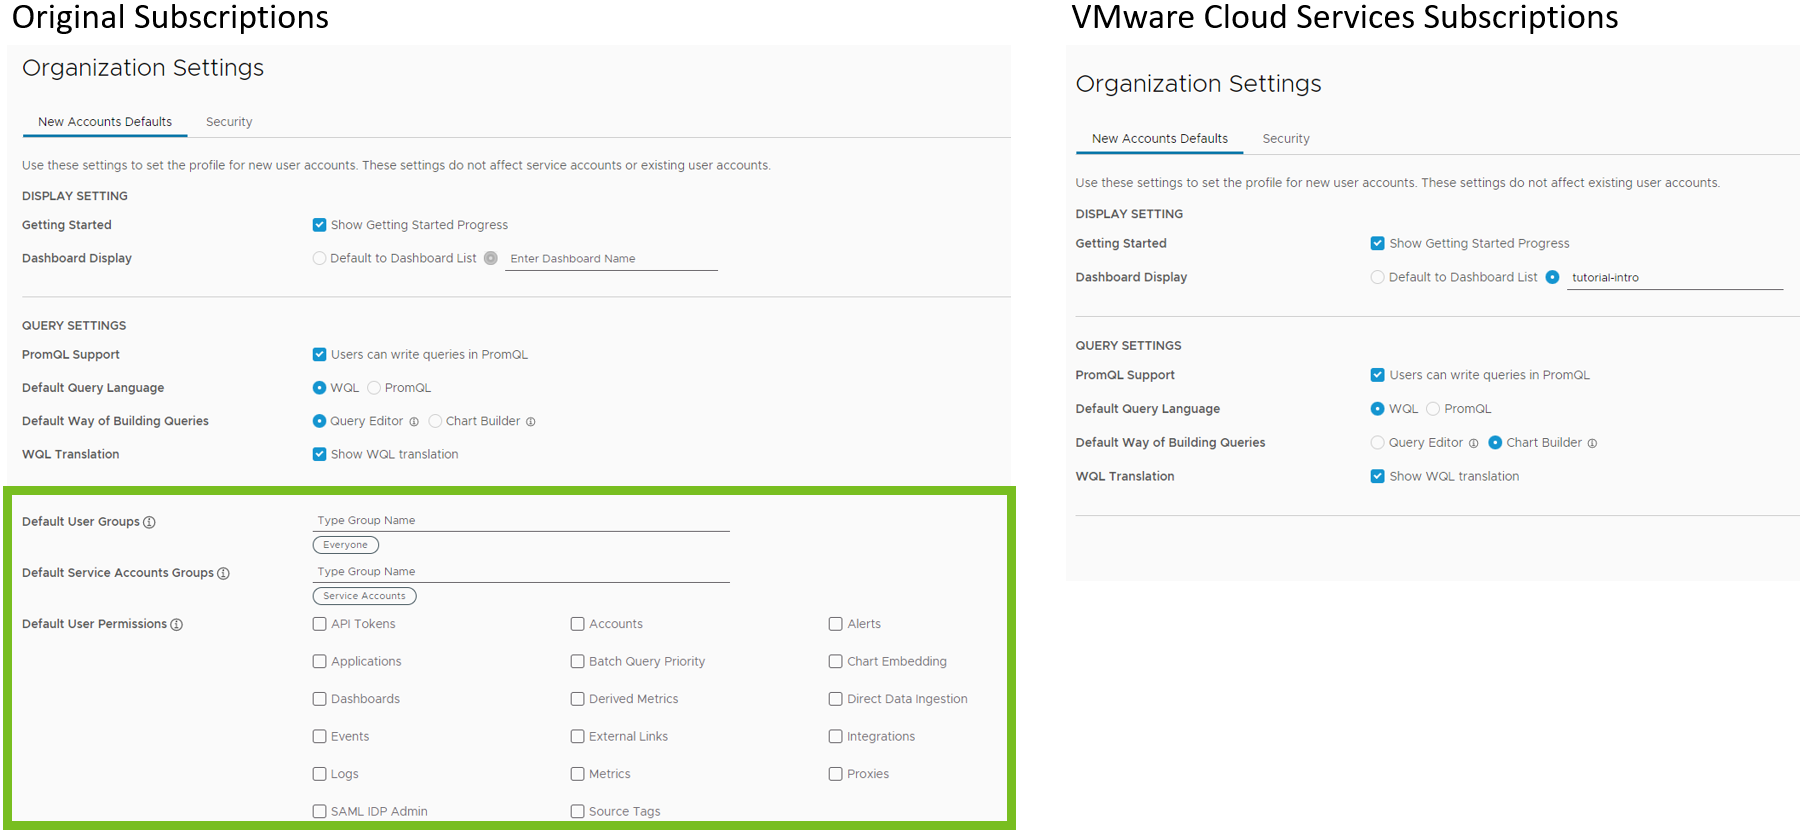 Original Subscriptions
Organization Settings
New Accounts Defaults Security
Use these settings to set the profile for new user accounts. These settings do not affect service accounts or existing user accounts.
DISPLAY SETTING
Getting Started Show Getting Started Progress
Dashboard Display Default to Dashboard List Enter Dashboard Name
QUERY SETTINGS
PromQL Support Users can write queries in PromQL
Default Query Language WQL PromQL
Default Way of Building Queries Query Editor Chart Builder
WQL Translation Show WQL translation
Default User Groups Type Group Name
Everyone
Default Service Accounts Groups Type Group Name
Service Accounts
Default User Permissions API Tokens Accounts Alerts
Applications Batch Query Priority Chart Embedding
Dashboards Derived Metrics Direct Data Ingestion
Events External Links Integrations
Logs Metrics Proxies
SAML IDP Admin Source Tags
VMware Cloud Services Subscriptions
Organization Settings
New Accounts Defaults Security
Use these settings to set the profile for new user accounts. These settings do not affect existing user accounts.
DISPLAY SETTING
Getting Started Show Getting Started Progress
Dashboard Display Default to Dashboard List tutorial-intro
QUERY SETTINGS
PromQL Support Users can write queries in PromQL
Default Query Language WQL PromQL
Default Way of Building Queries Query Editor Chart Builder
WQL Translation Show WQL translation